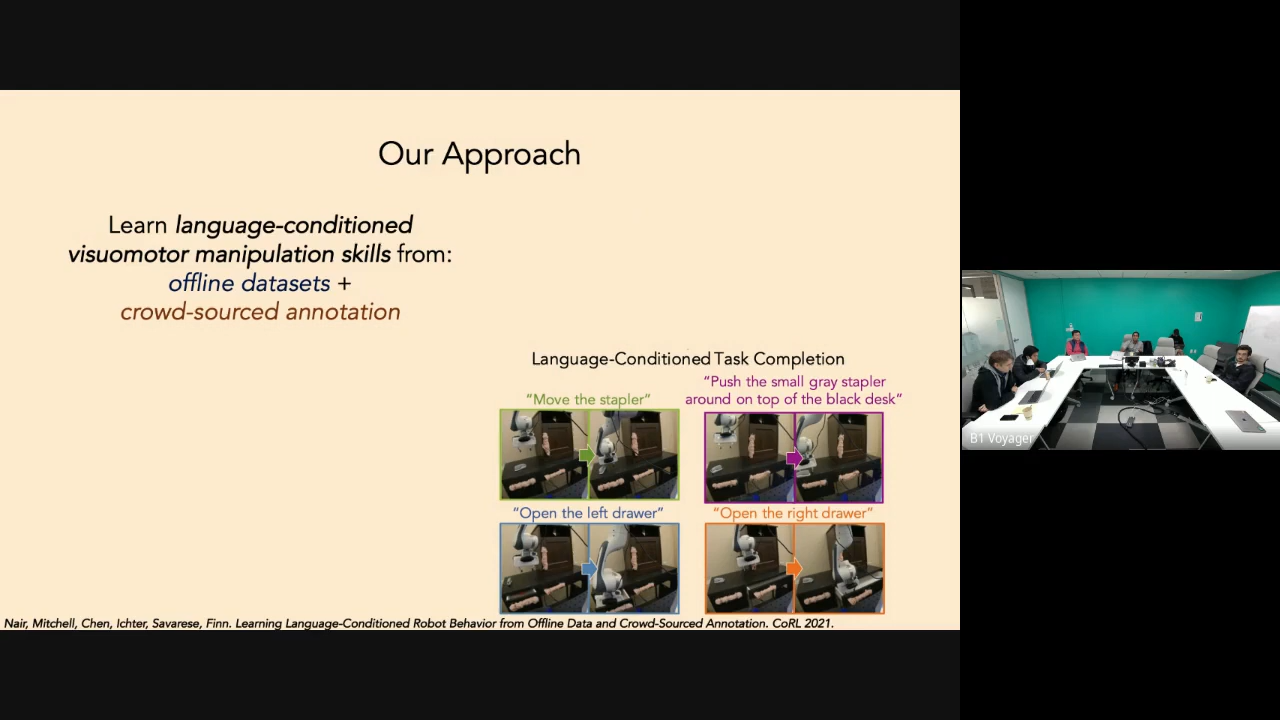 Our Approach
Learn language-conditioned
visuomotor manipulation skills from:
offline datasets +
crowd-sourced annotation
Language-Conditioned Task Completion
“Move the stapler”
“Push the small gray stapler
around on top of the black desk”
“Open the left drawer”
“Open the right drawer”
Nair, Mitchell, Chen, Ichter, Savarese, Finn. Learning Language-Conditioned Robot Behavior from Offline Data and Crowd-Sourced Annotation. CoRL 2021.
B1 Voyager